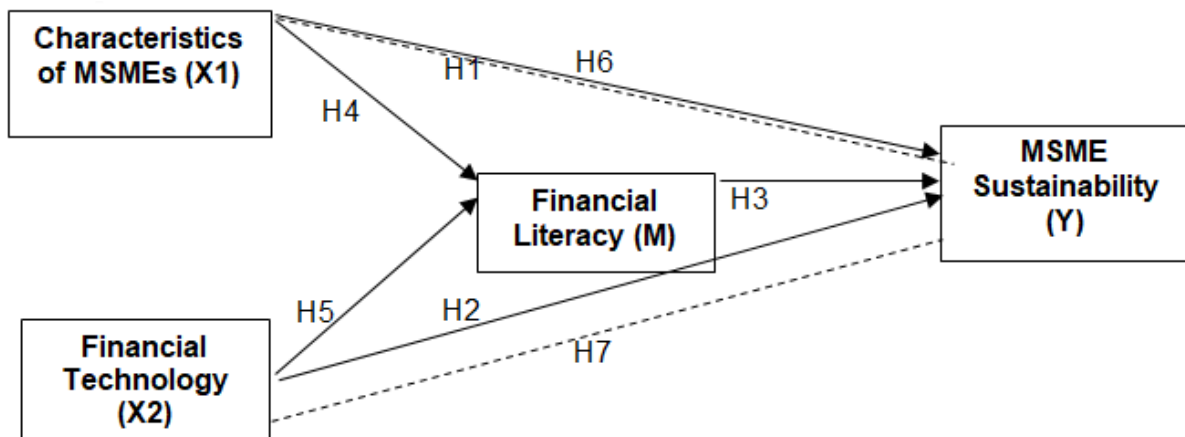 Characteristics
of MSMEs (X1)
H6
H1
H4
MSME
Sustainability
(Y)
Financial
Literacy (M)
H3
H5
H2
H7
Financial
Technology
(X2)